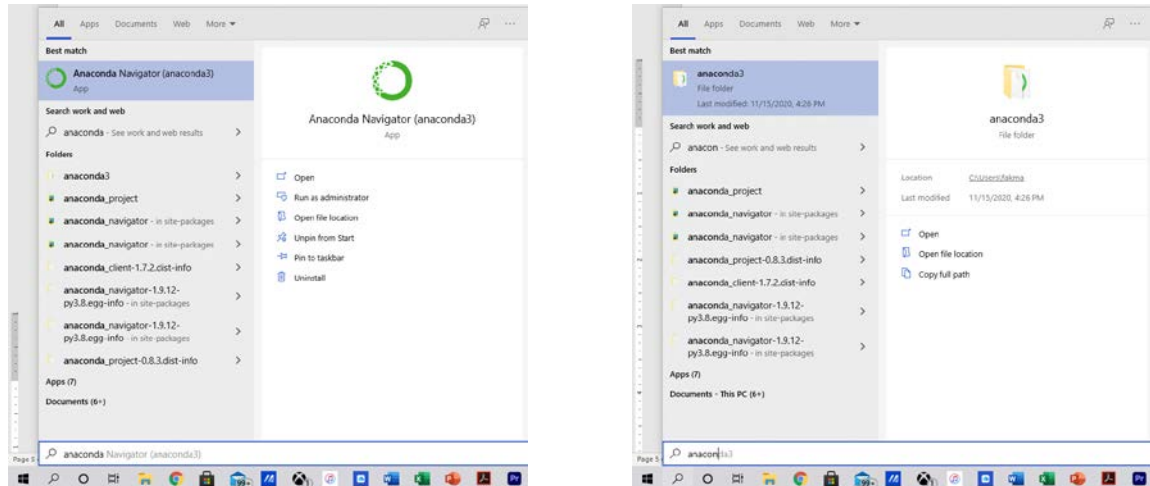 All Apps Documents Web More
Best match
Anaconda Navigator (anaconda3)
App
Search work and web
anaconda - See work and web results
Folders
anaconda3
anaconda_project
anaconda_navigator - in site-packages
anaconda_navigator - in site-packages
anaconda_client-1.7.2.dist-info
anaconda_navigator-1.9.12-
py3.8.egg-info - in site-packages
anaconda_navigator-1.9.12-
py3.8.egg-info - in site-packages
anaconda_project-0.8.3.dist-info
Apps (7)
Documents (6+)
Anaconda Navigator (anaconda3)
App
Open
Run as administrator
Open file location
Unpin from Start
Pin to taskbar
Uninstall
Page 5
anaconda Navigator (anaconda3)
99+
All Apps Documents Web More
Best match
anaconda3
File folder
Last modified: 11/15/2020, 4:26 PM
Search work and web
anacon - See work and web results
Folders
anaconda_project
anaconda_navigator - in site-packages
anaconda_navigator - in site-packages
anaconda_project-0.8.3.dist-info
anaconda_client-1.7.2.dist-info
anaconda_navigator-1.9.12-
py3.8.egg-info - in site-packages
anaconda_navigator-1.9.12-
py3.8.egg-info - in site-packages
Apps (7)
Documents - This PC (6+)
anaconda3
File folder
Location C:\Users\fakma
Last modified 11/15/2020, 4:26 PM
Open
Open file location
Copy full path
Page 5
anaconda3
99+